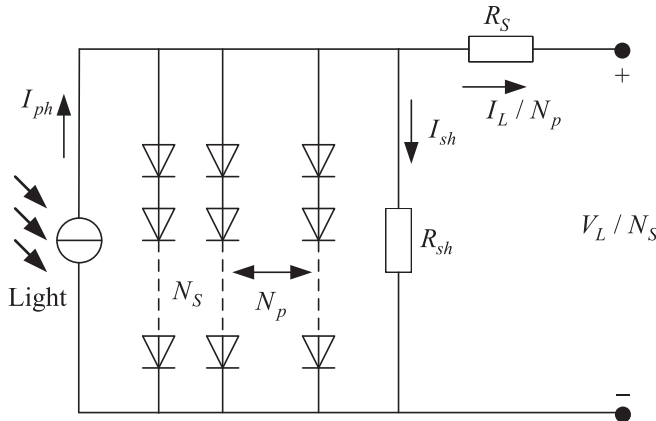 R_S
+
I_ph
I_L / N_p
I_sh
R_sh
V_L / N_S
N_S
N_p
Light
−